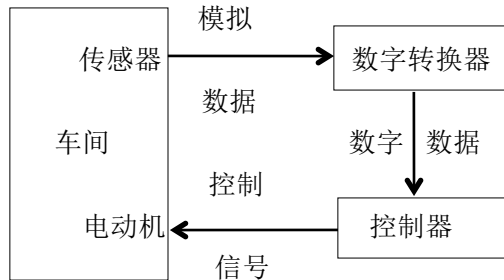 模拟
传感器
数字转换器
数据
车间
数字 数据
控制
电动机
控制器
信号